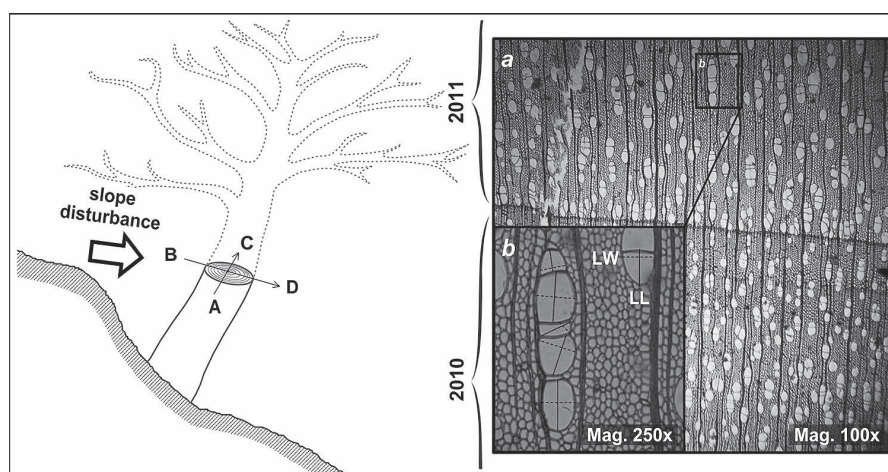 slope
disturbance
B
C
A
D
2011
2010
a
b
b
LW
LL
Mag. 250x
Mag. 100x